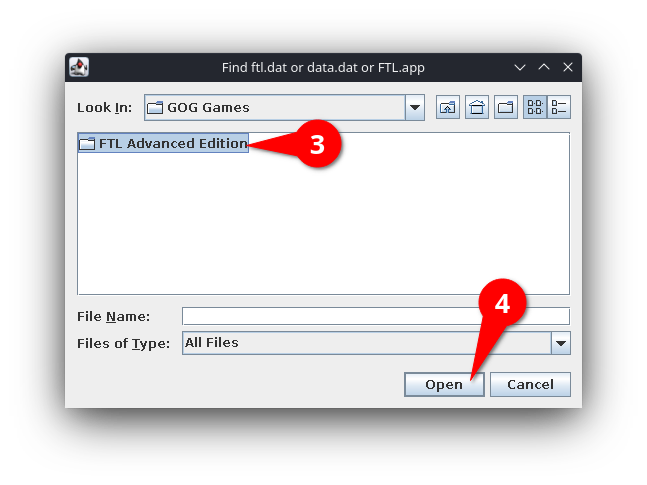 Find ftl.dat or data.dat or FTL.app
Look In: GOG Games
FTL Advanced Edition
3
4
File Name:
Files of Type: All Files
Open Cancel